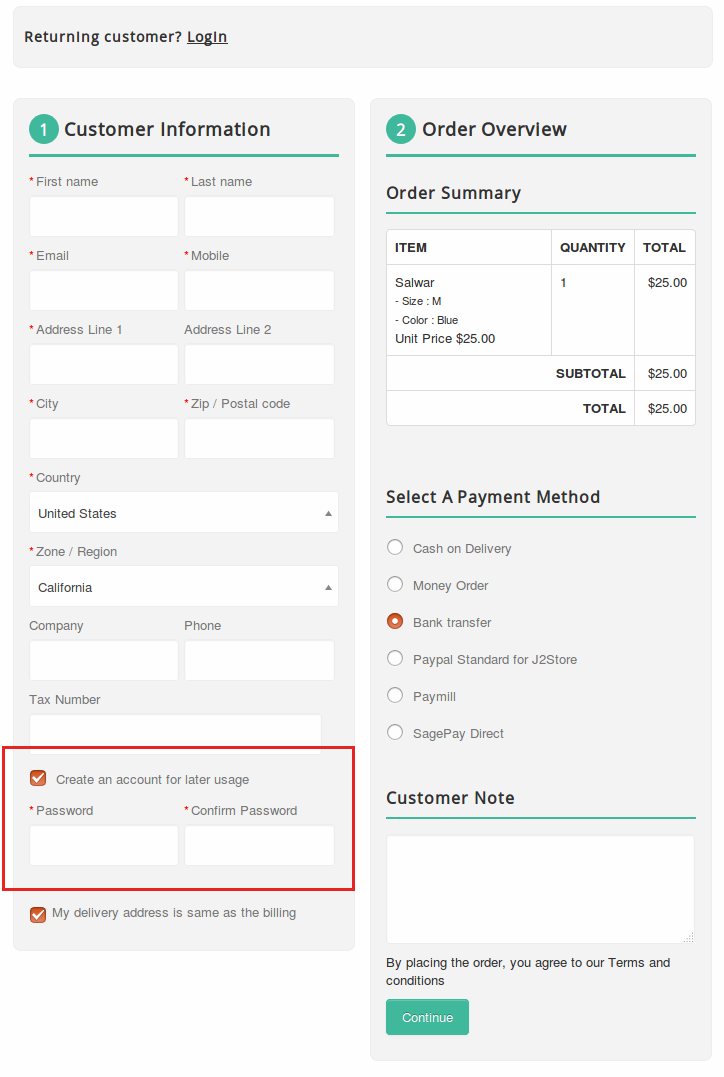 Returning customer? Login
1 Customer Information
* First name * Last name
* Email * Mobile
* Address Line 1 Address Line 2
* City * Zip / Postal code
* Country
United States
* Zone / Region
California
Company Phone
Tax Number
Create an account for later usage
* Password * Confirm Password
My delivery address is same as the billing
2 Order Overview
Order Summary
ITEM QUANTITY TOTAL
Salwar 1 $25.00
- Size : M
- Color : Blue
Unit Price $25.00
SUBTOTAL $25.00
TOTAL $25.00
Select A Payment Method
Cash on Delivery
Money Order
Bank transfer
Paypal Standard for J2Store
Paymill
SagePay Direct
Customer Note
By placing the order, you agree to our Terms and
conditions
Continue